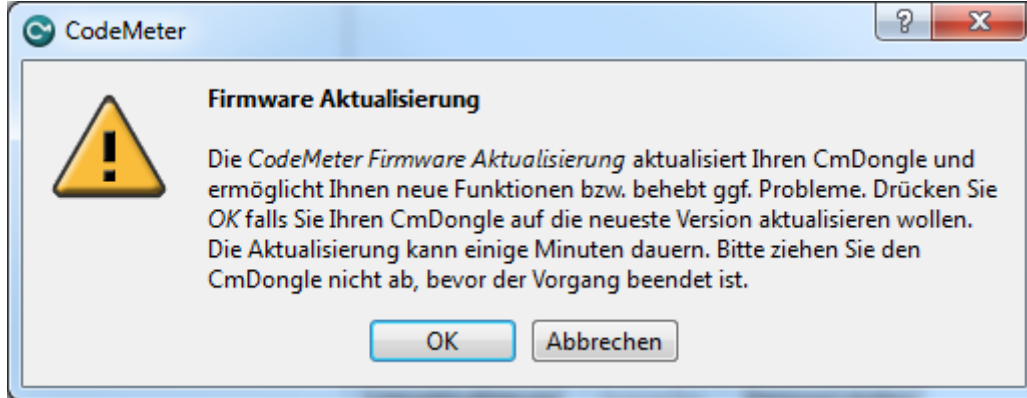 CodeMeter
Firmware Aktualisierung
Die CodeMeter Firmware Aktualisierung aktualisiert Ihren CmDongle und
ermöglicht Ihnen neue Funktionen bzw. behebt ggf. Probleme. Drücken Sie
OK falls Sie Ihren CmDongle auf die neueste Version aktualisieren wollen.
Die Aktualisierung kann einige Minuten dauern. Bitte ziehen Sie den
CmDongle nicht ab, bevor der Vorgang beendet ist.
OK Abbrechen